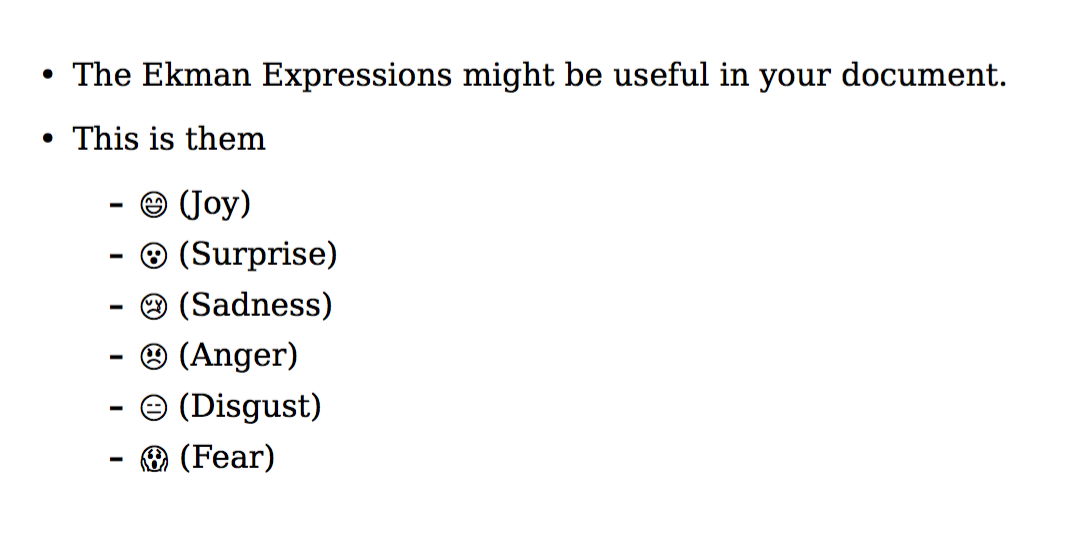 • The Ekman Expressions might be useful in your document.
• This is them
– 😄 (Joy)
– 😮 (Surprise)
– 😢 (Sadness)
– 😠 (Anger)
– 😑 (Disgust)
– 😱 (Fear)